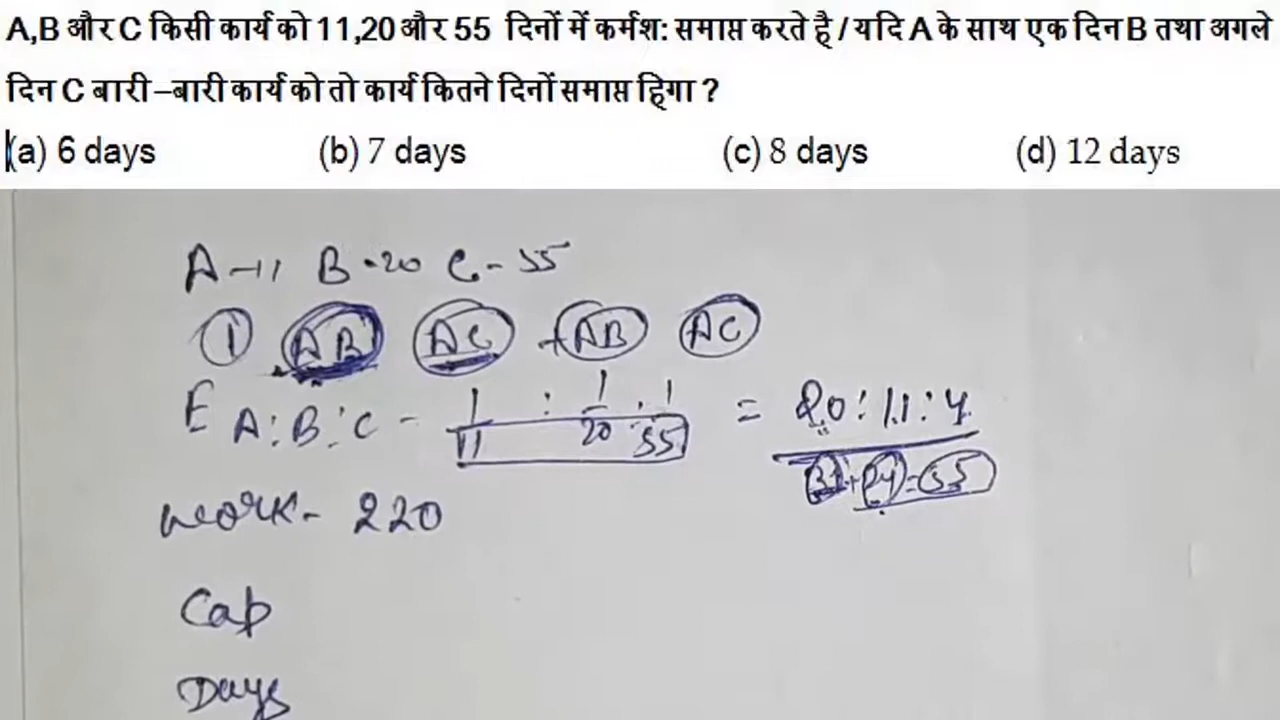 A,B और C किसी कार्य को 11,20 और 55 दिनों में कर्मश: समाप्त करते है / यदि A के साथ एक दिन B तथा अगले
दिन C बारी –बारी कार्य को तो कार्य कितने दिनों समाप्त हिगा ?
(a) 6 days (b) 7 days (c) 8 days (d) 12 days
A -11 B -20 C - 55
1 AB AC + AB AC
E A:B:C - 1/11 : 1/20 : 1/55 = 20:11:4
31+24=55
work - 220
Cap
Days